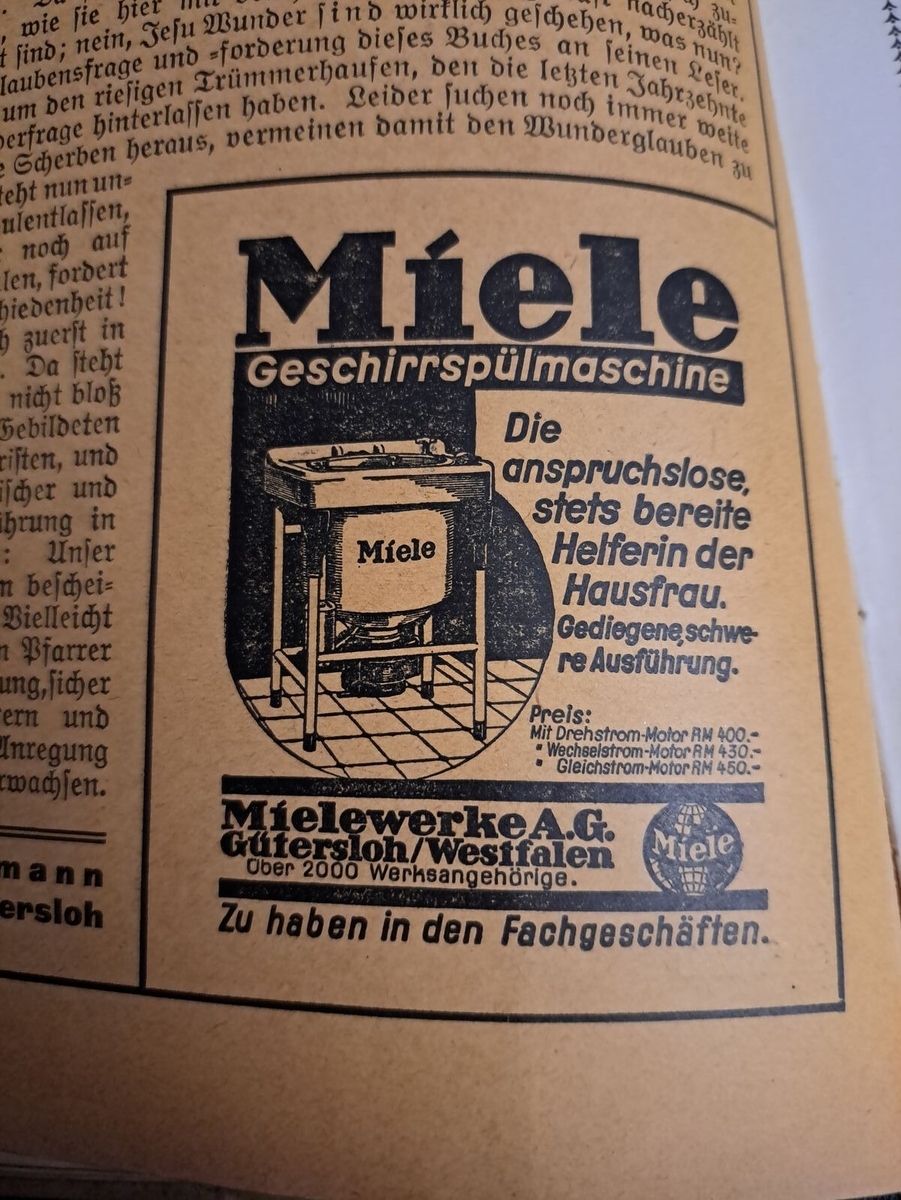 zu-
wie sie hier mit nacherzählt
sind; nein, Jesu Wunder sind wirklich geschehen, was nun?
laubensfrage und -forderung dieses Buches an seinen Leser.
um den riesigen Trümmerhaufen, den die letzten Jahrzehnte
erfrage hinterlassen haben. Leider suchen noch immer weite
Scherben heraus, vermeinen damit den Wunderglauben zu
teht nun un-
ulentlassen,
noch auf
len, fordert
hiedenheit!
h zuerst in
. Da steht
nicht bloß
Gebildeten
risten, und
ischer und
ührung in
: Unser
n beschei-
Vielleicht
n Pfarrer
ung, sicher
ern und
Anregung
rwachsen.
mann
ersloh
Miele
Geschirrspülmaschine
Die
anspruchslose,
stets bereite
Helferin der
Hausfrau.
Gediegene, schwe-
re Ausführung.
Miele
Preis:
Mit Drehstrom-Motor RM 400.-
" Wechselstrom-Motor RM 430.-
" Gleichstrom-Motor RM 450.-
Mielewerke A.G.
Gütersloh/Westfalen
Über 2000 Werksangehörige.
Miele
Zu haben in den Fachgeschäften.